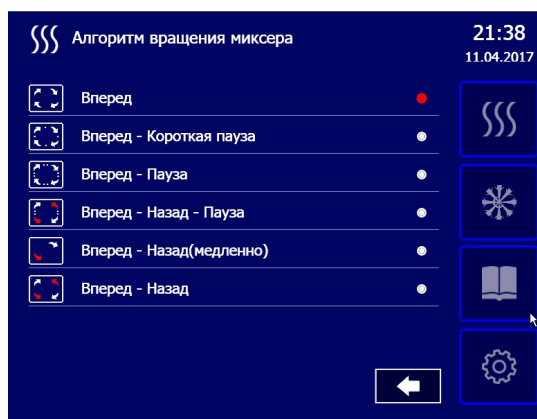 Алгоритм вращения миксера
21:38
11.04.2017
Вперед
Вперед - Короткая пауза
Вперед - Пауза
Вперед - Назад - Пауза
Вперед - Назад(медленно)
Вперед - Назад